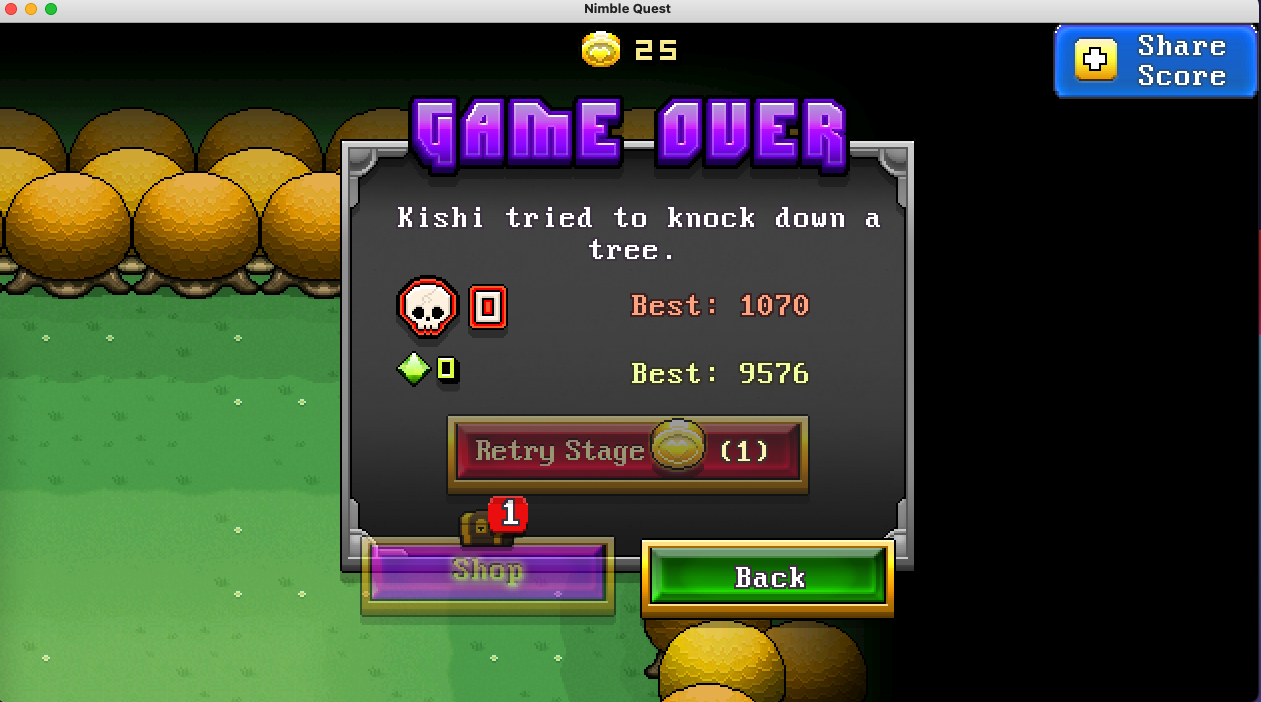 Nimble Quest
25
Share
Score
GAME OVER
Kishi tried to knock down a
tree.
0
Best: 1070
0
Best: 9576
Retry Stage (1)
1
Shop
Back